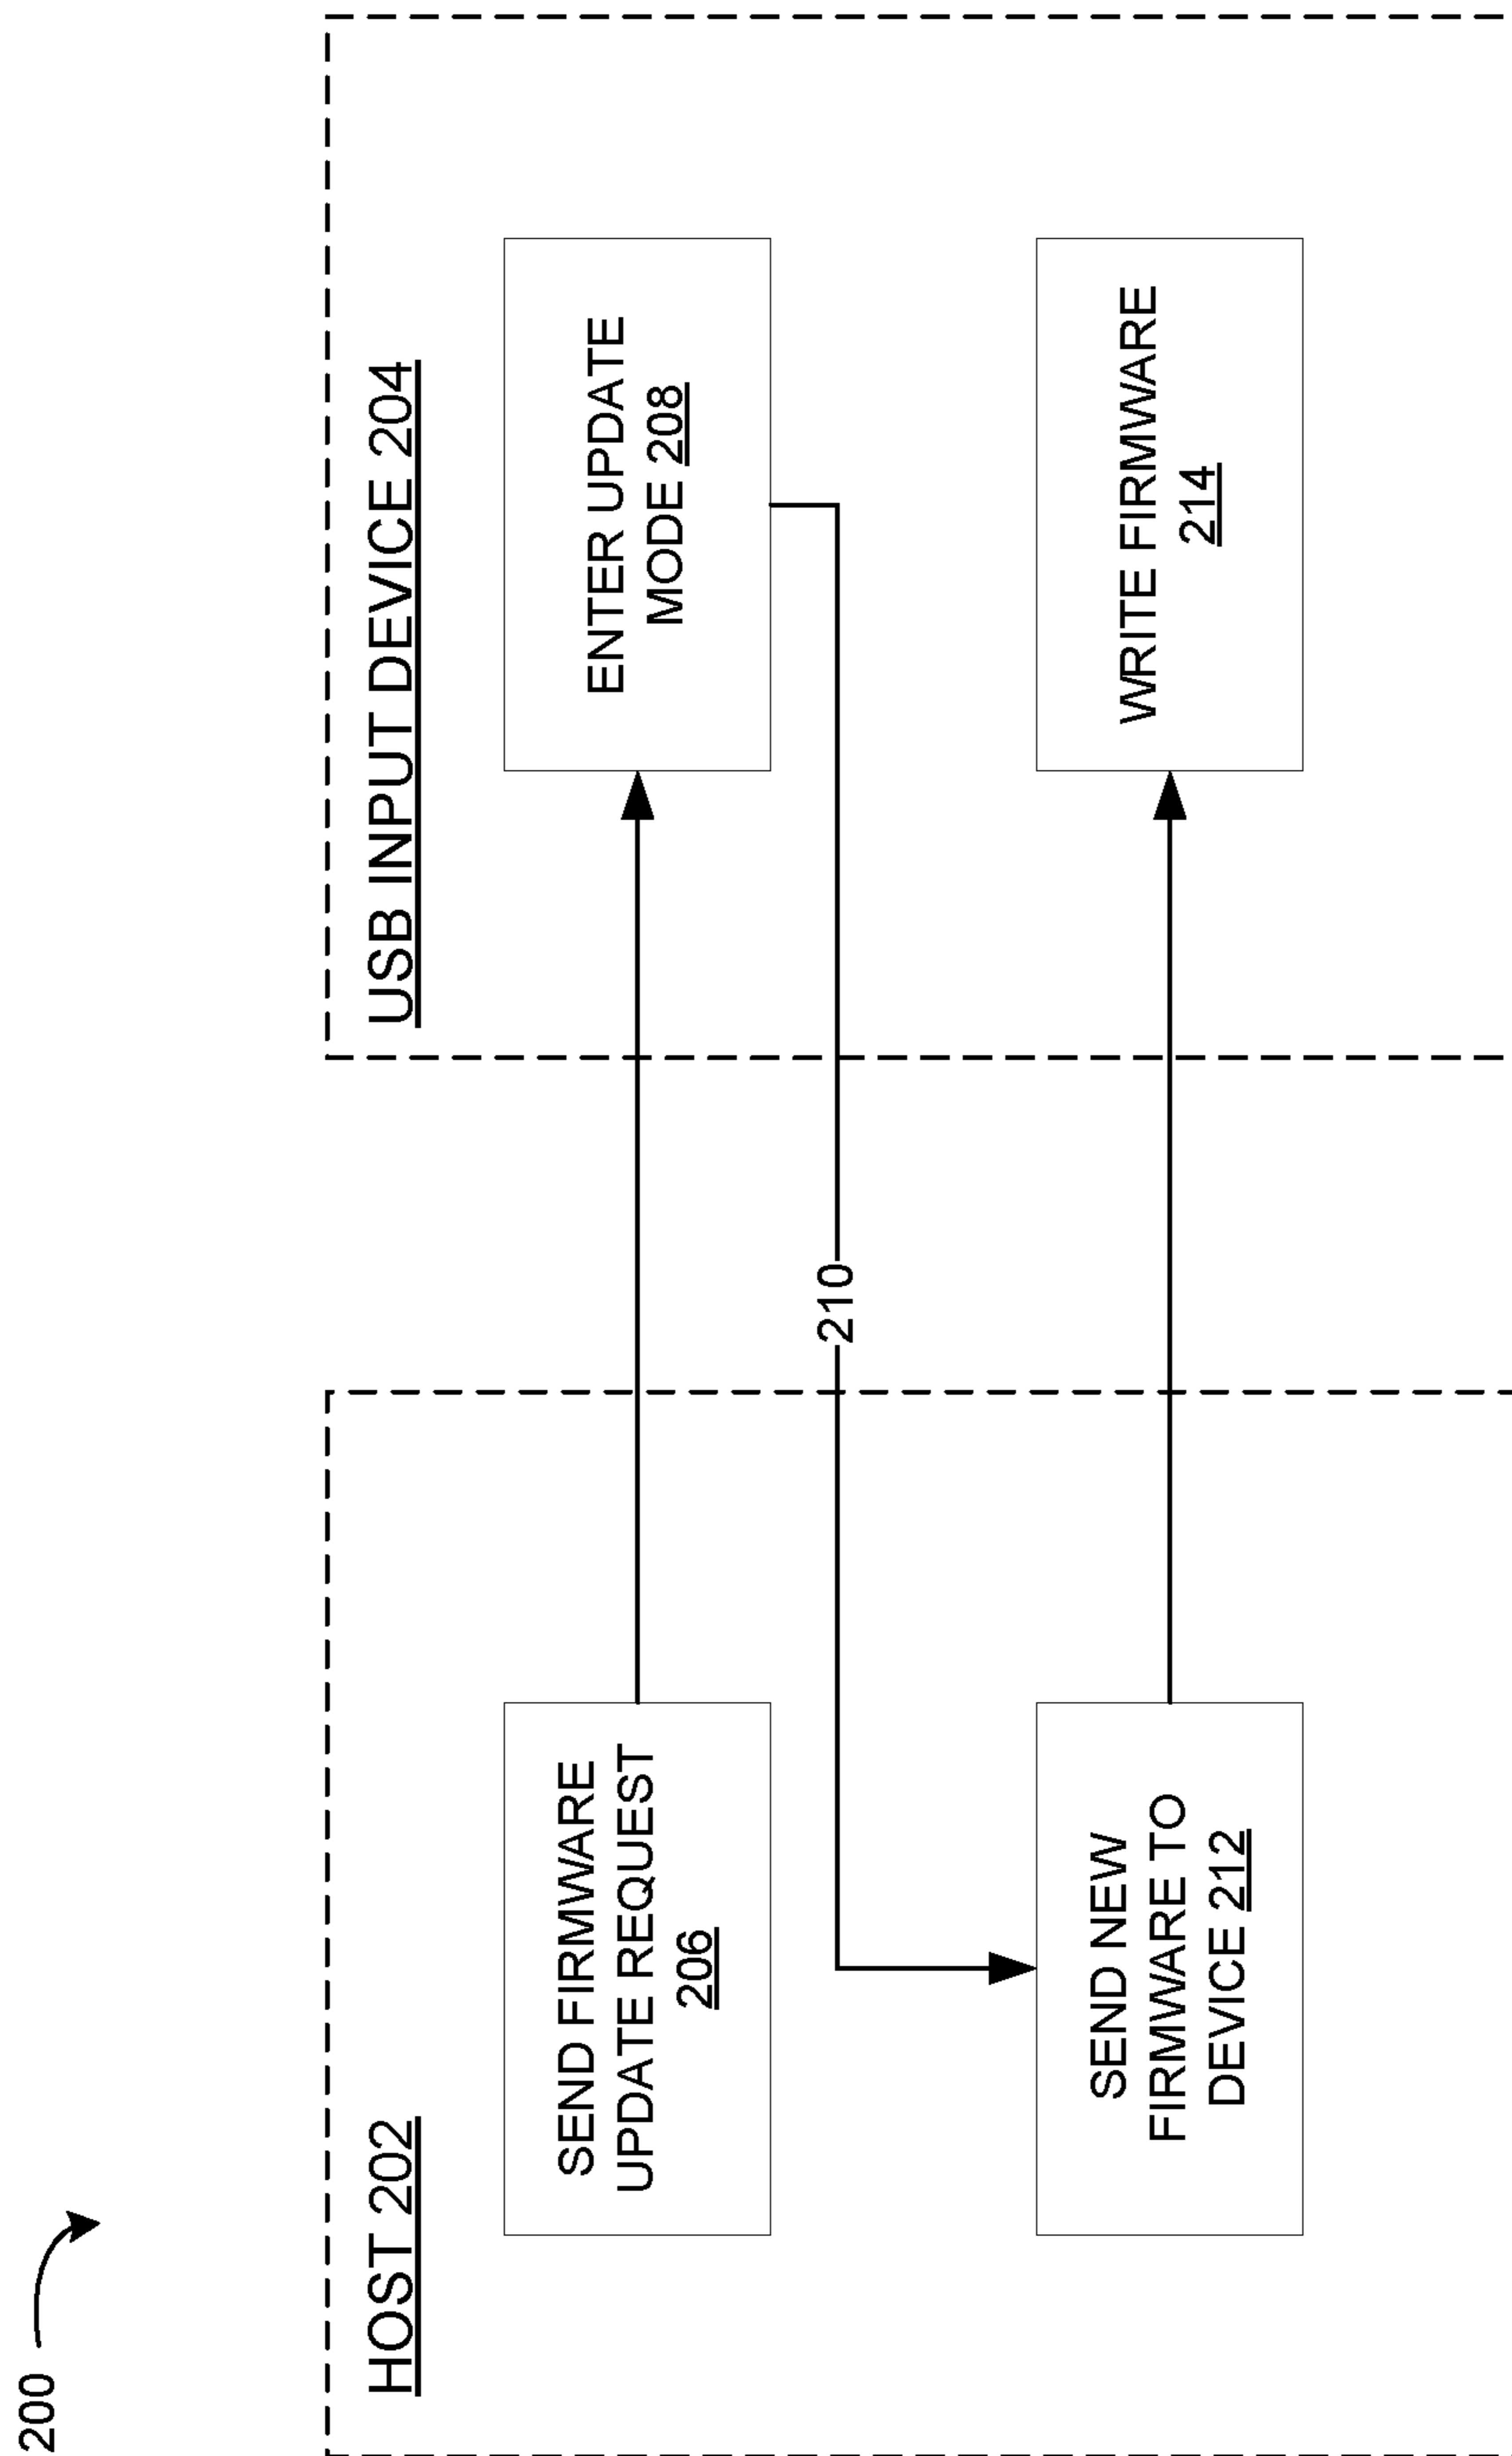 200
HOST 202
USB INPUT DEVICE 204
SEND FIRMWARE
UPDATE REQUEST
206
ENTER UPDATE
MODE 208
210
SEND NEW
FIRMWARE TO
DEVICE 212
WRITE FIRMWARE
214